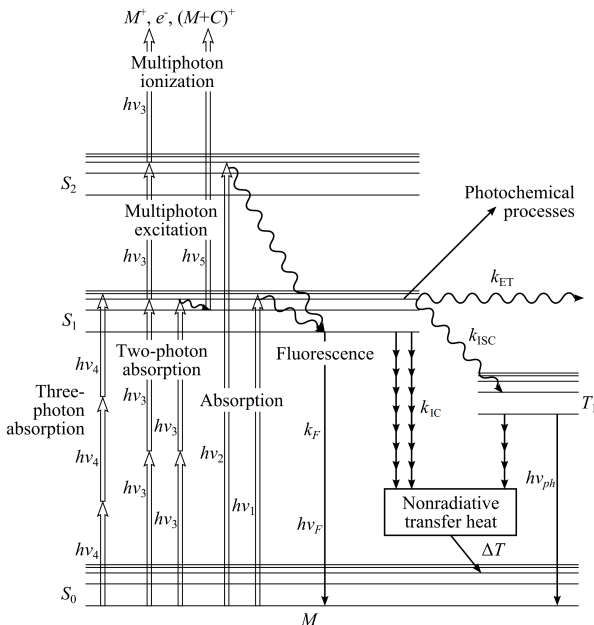 M⁺, e⁻, (M+C)⁺
Multiphoton
ionization
hν₃
S₂
Photochemical
processes
Multiphoton
excitation
hν₃
hν₅
k_ET
S₁
k_ISC
Two-photon
absorption
Fluorescence
hν₄
Three-
photon
absorption
hν₃
hν₃
Absorption
k_F
k_IC
T₁
hν₄
hν₂
hν_ph
hν₃
hν₃
hν₁
hν_F
Nonradiative
transfer heat
hν₄
ΔT
S₀
M